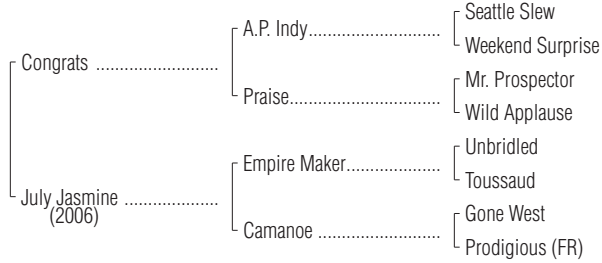 Seattle Slew
A.P. Indy........................................
Weekend Surprise
Congrats .....................................
Mr. Prospector
Praise..............................................
Wild Applause
Unbridled
Empire Maker............................
Toussaud
July Jasmine ............................
(2006)
Gone West
Camanoe .....................................
Prodigious (FR)